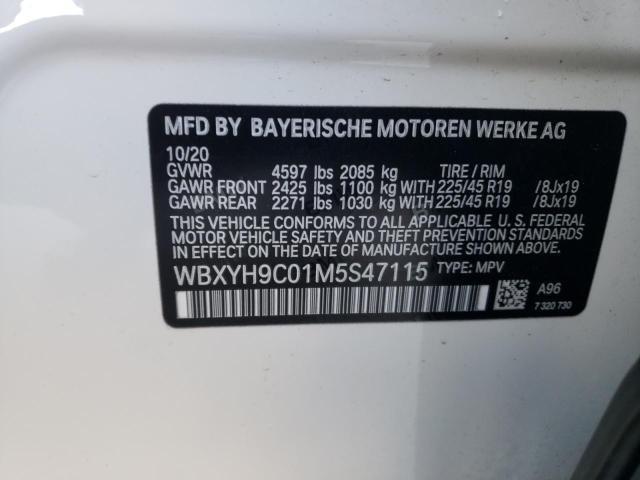 MFD BY BAYERISCHE MOTOREN WERKE AG
10/20
GVWR 4597 lbs 2085 kg TIRE / RIM
GAWR FRONT 2425 lbs 1100 kg WITH 225/45 R19 /8Jx19
GAWR REAR 2271 lbs 1030 kg WITH 225/45 R19 /8Jx19
THIS VEHICLE CONFORMS TO ALL APPLICABLE U. S. FEDERAL
MOTOR VEHICLE SAFETY AND THEFT PREVENTION STANDARDS
IN EFFECT ON THE DATE OF MANUFACTURE SHOWN ABOVE.
WBXYH9C01M5S47115 TYPE: MPV
A96
7 320 730